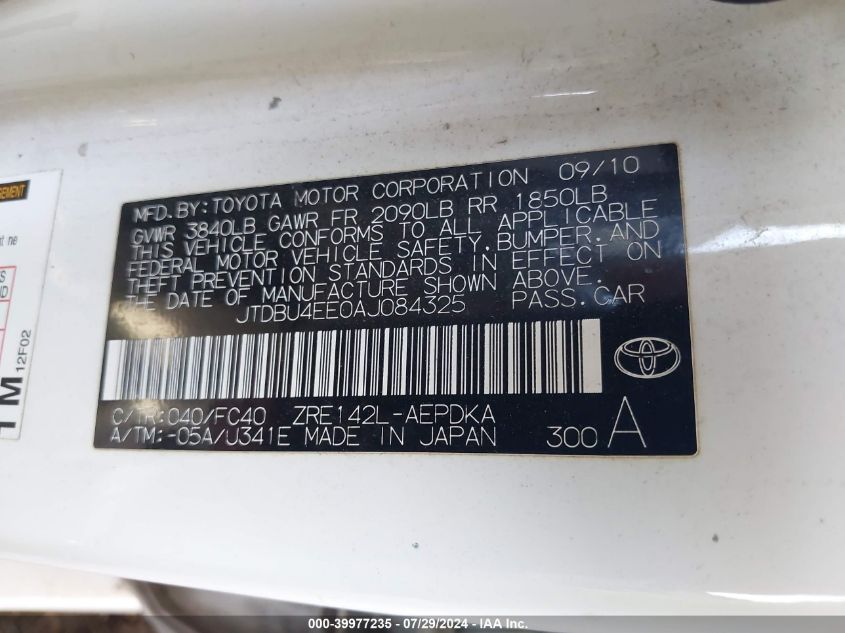 MFD. BY: TOYOTA MOTOR CORPORATION 09/10
GVWR 3840LB GAWR FR 2090LB RR 1850LB
THIS VEHICLE CONFORMS TO ALL APPLICABLE
FEDERAL MOTOR VEHICLE SAFETY, BUMPER, AND
THEFT PREVENTION STANDARDS IN EFFECT ON
THE DATE OF MANUFACTURE SHOWN ABOVE.
JTDBU4EE0AJ084325 PASS. CAR
C/TR: 040/FC40 ZRE142L-AEPDKA
A/TM: -05A/U341E MADE IN JAPAN 300 A
12F02
000-39977235 - 07/29/2024 - IAA Inc.